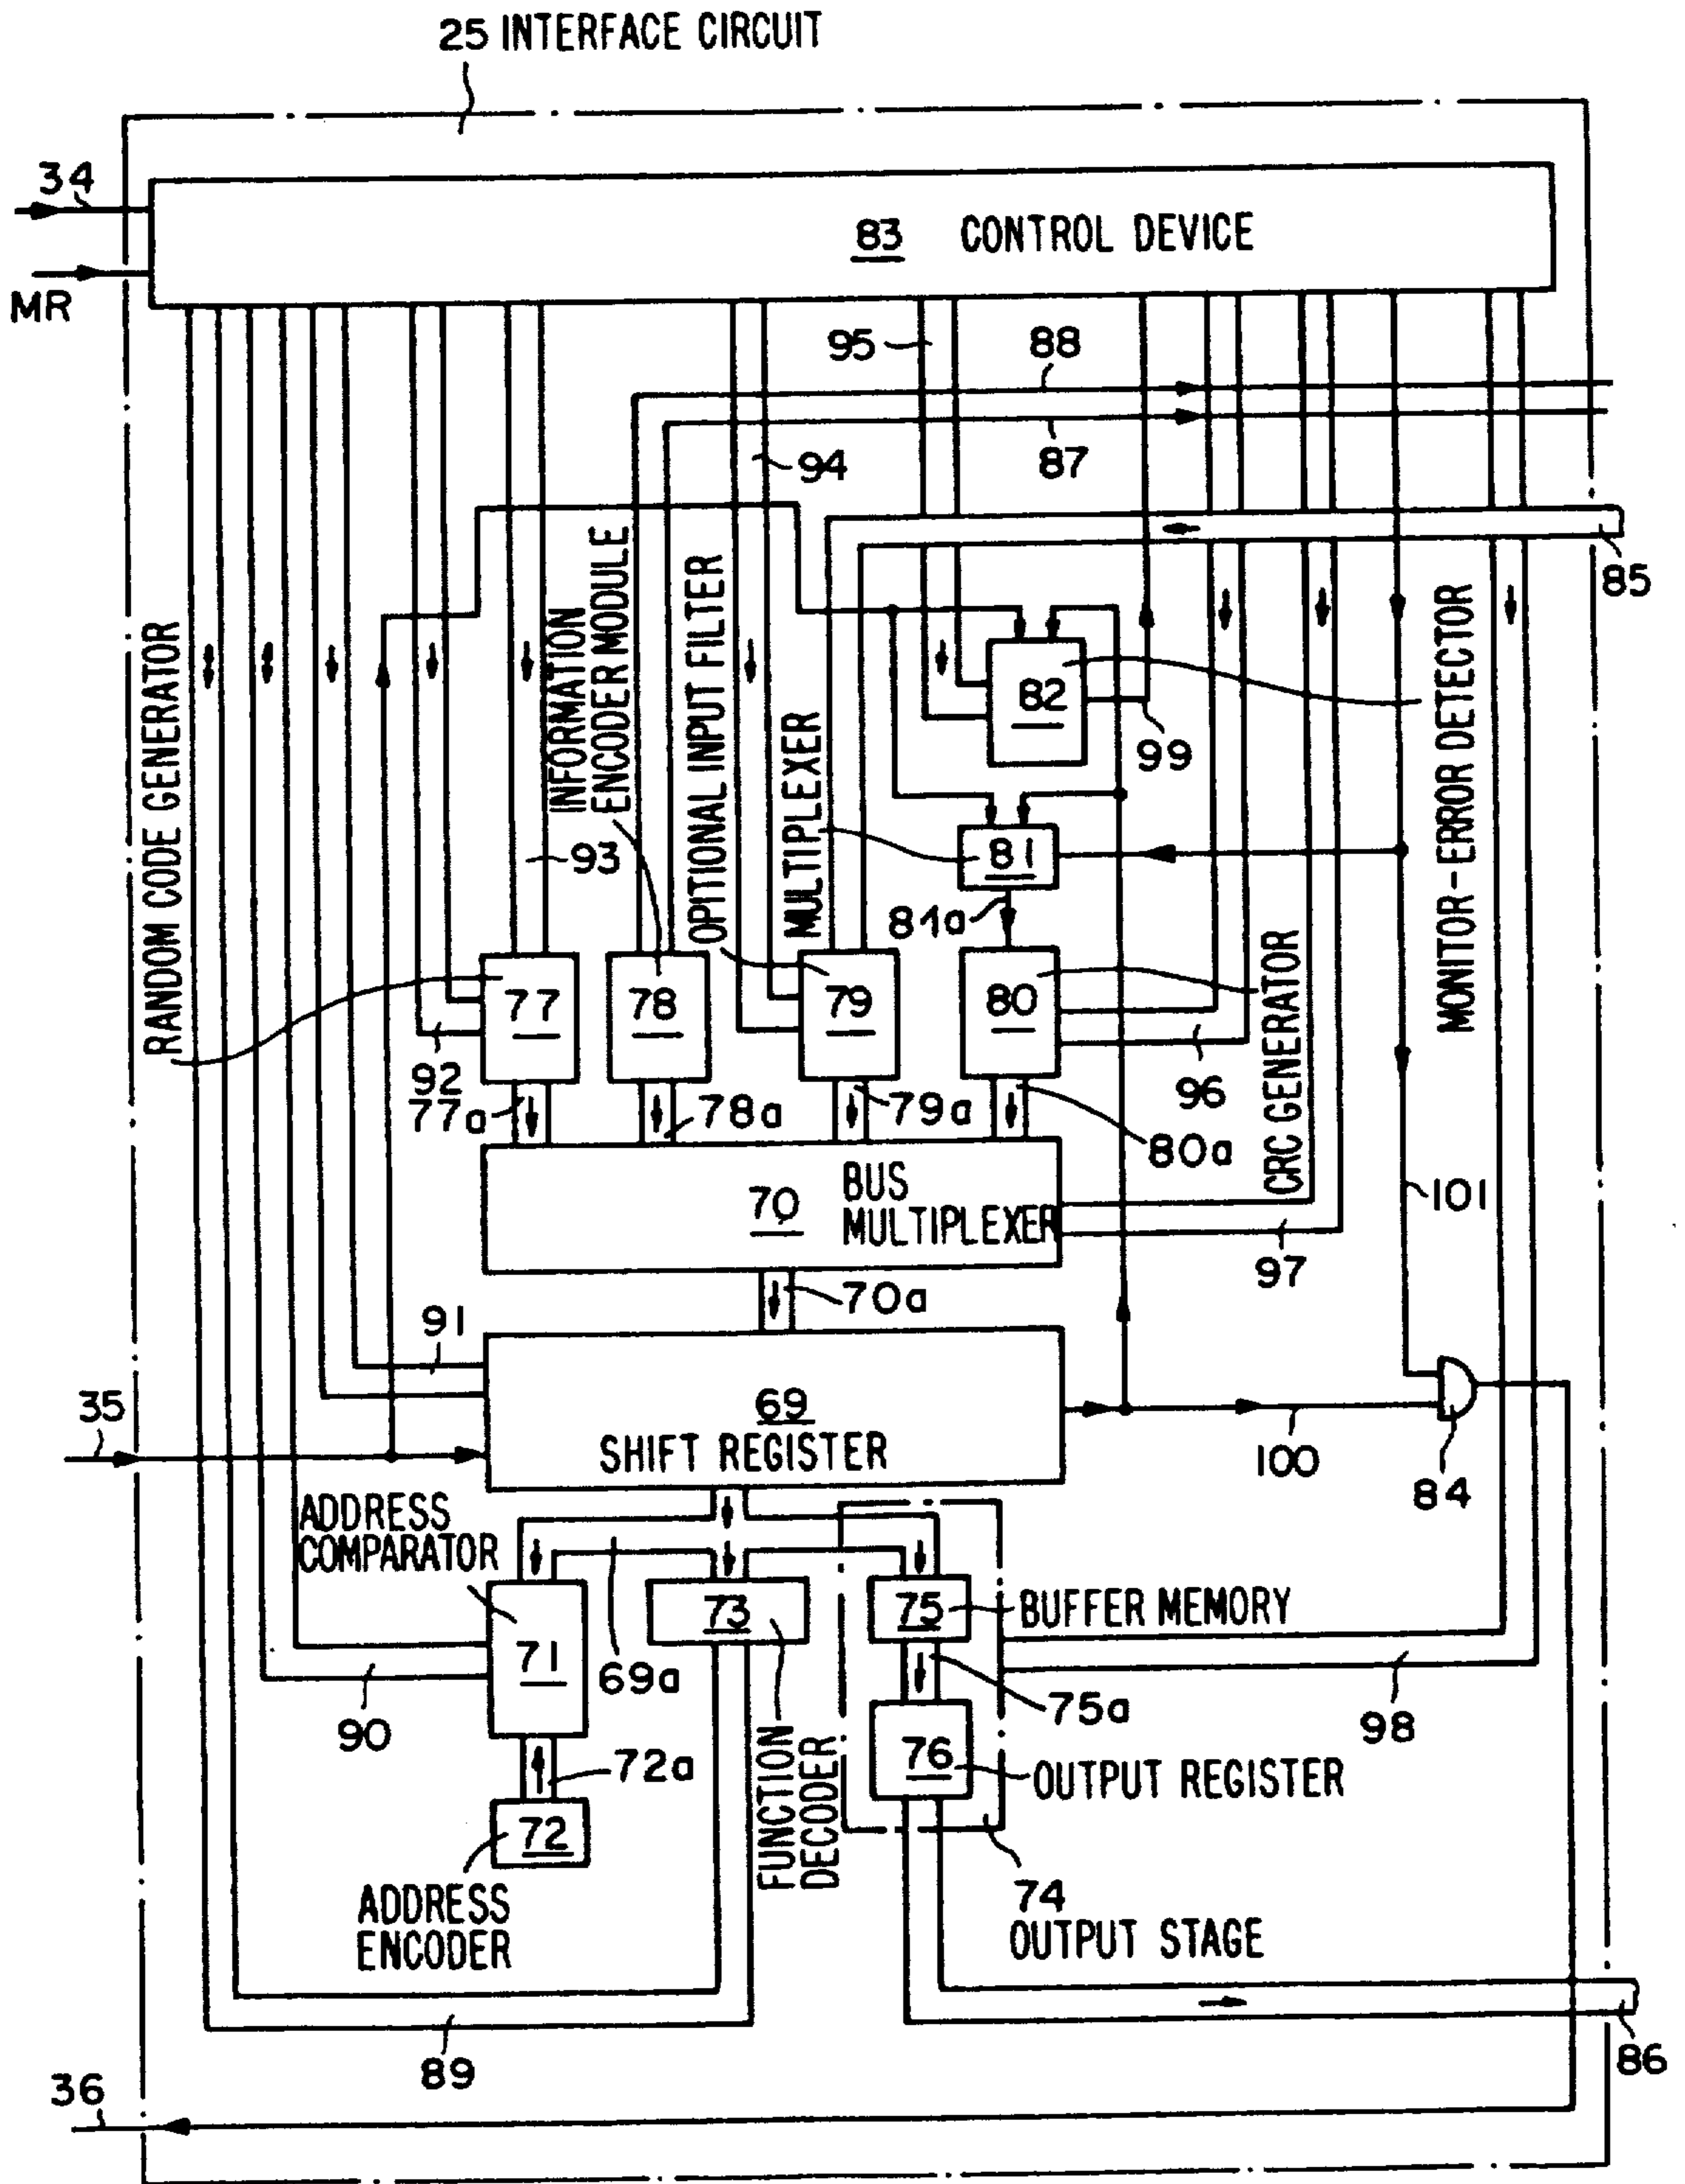 25 INTERFACE CIRCUIT
34
83 CONTROL DEVICE
MR
95
88
94
87
85
RANDOM CODE GENERATOR
INFORMATION
ENCODER MODULE
OPITIONAL INPUT FILTER
MULTIPLEXER
82
99
MONITOR-ERROR DETECTOR
93
81
81a
77
78
79
80
92
96
CRC GENERATOR
77a
78a
79a
80a
70
BUS
MULTIPLEXER
101
97
70a
91
35
69
SHIFT REGISTER
100
84
ADDRESS
COMPARATOR
73
75
BUFFER MEMORY
71
69a
75a
90
98
72a
76
OUTPUT REGISTER
FUNCTION
DECODER
72
74
ADDRESS
ENCODER
OUTPUT STAGE
89
86
36